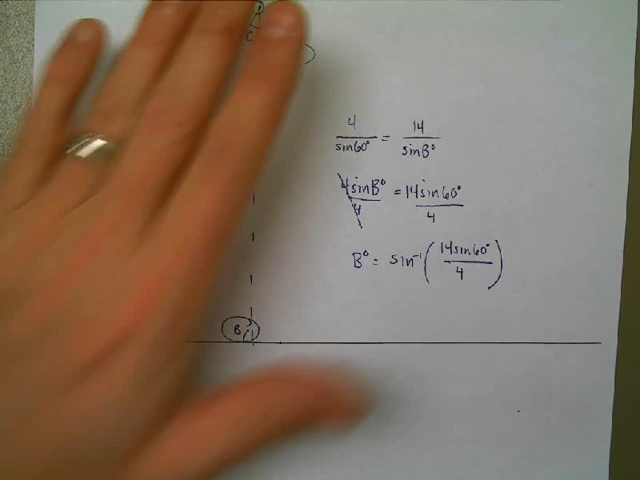 4/sin60° = 14/sinB°
4sinB°/4 = 14sin60°/4
B° = sin⁻¹(14sin60°/4)
B